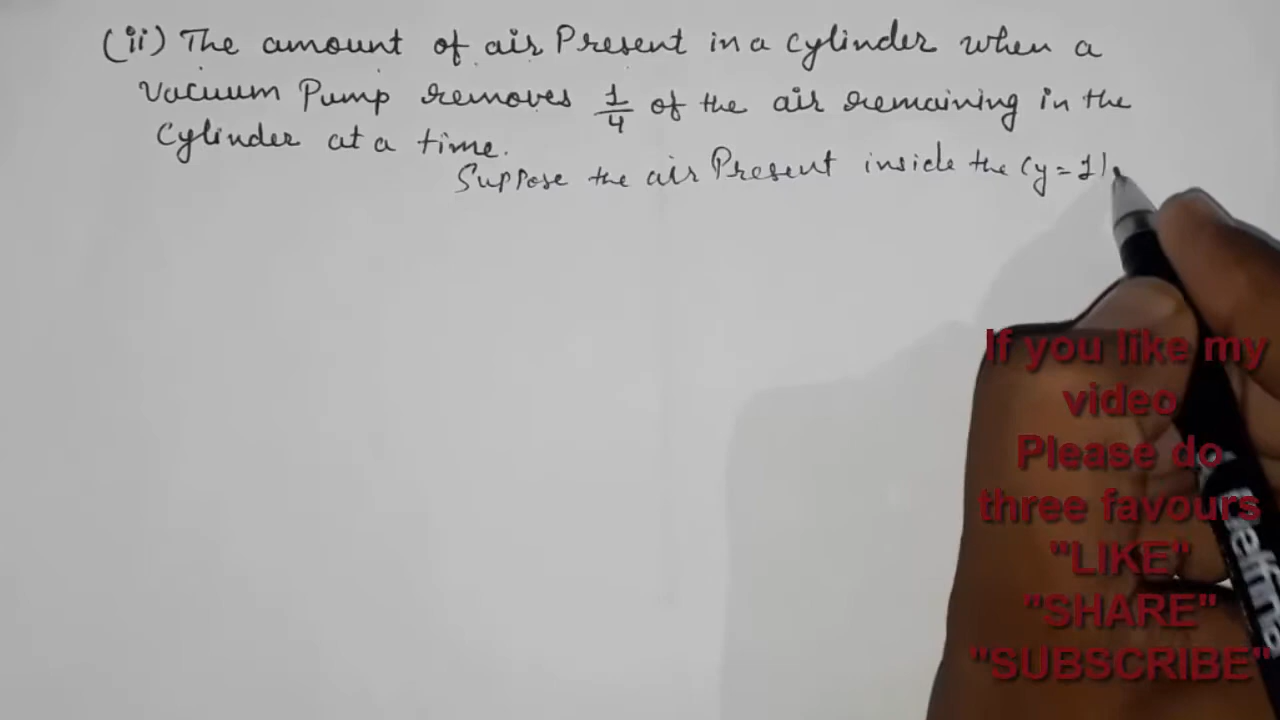 (ii) The amount of air Present in a cylinder when a
Vacuum Pump removes 1/4 of the air remaining in the
Cylinder at a time.
Suppose the air Present inside the Cy = 1
If you like my
video
Please do
three favours
"LIKE"
"SHARE"
"SUBSCRIBE"